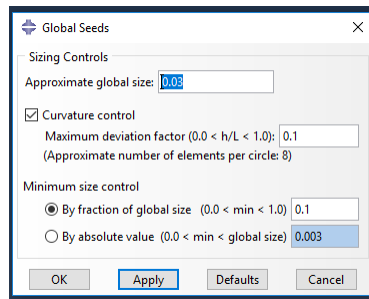 Global Seeds
Sizing Controls
Approximate global size: 0.03
Curvature control
Maximum deviation factor (0.0 < h/L < 1.0): 0.1
(Approximate number of elements per circle: 8)
Minimum size control
By fraction of global size (0.0 < min < 1.0) 0.1
By absolute value (0.0 < min < global size) 0.003
OK Apply Defaults Cancel